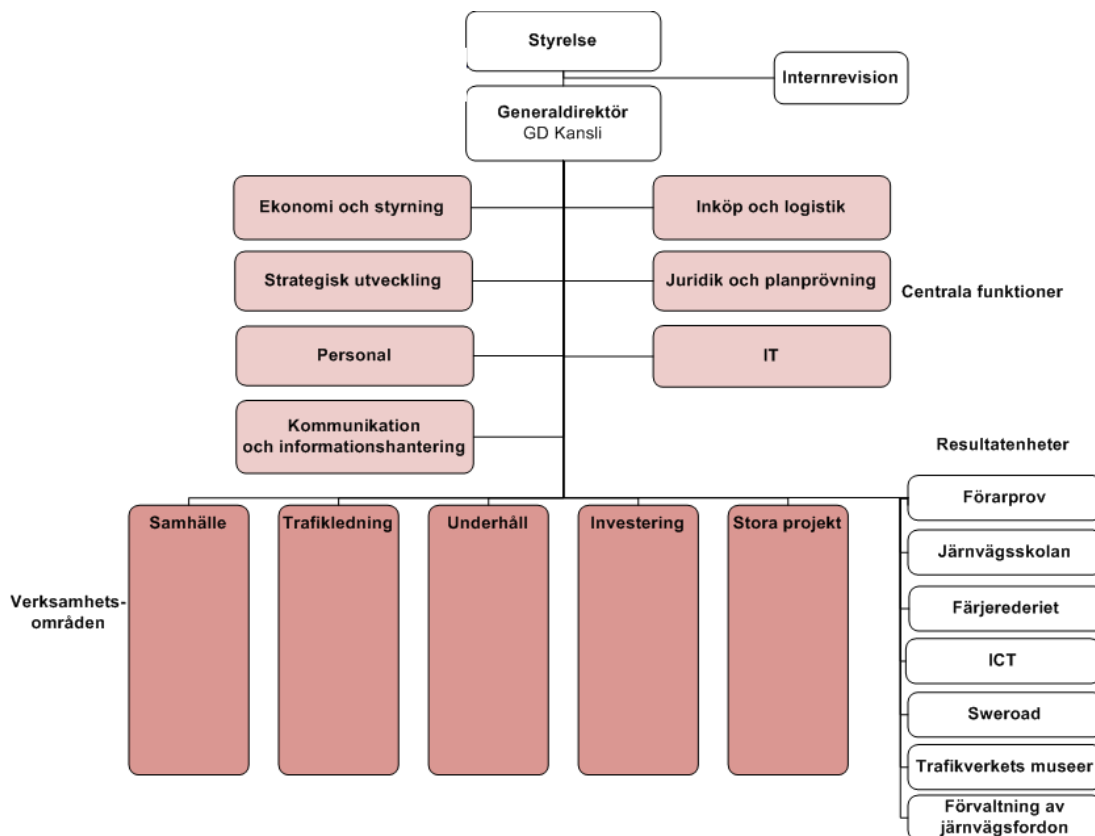 Styrelse
Internrevision
Generaldirektör
GD Kansli
Ekonomi och styrning
Inköp och logistik
Strategisk utveckling
Juridik och planprövning
Centrala funktioner
Personal
IT
Kommunikation
och informationshantering
Resultatenheter
Samhälle
Trafikledning
Underhåll
Investering
Stora projekt
Verksamhets-
områden
Förarprov
Järnvägsskolan
Färjerederiet
ICT
Sweroad
Trafikverkets museer
Förvaltning av
järnvägsfordon